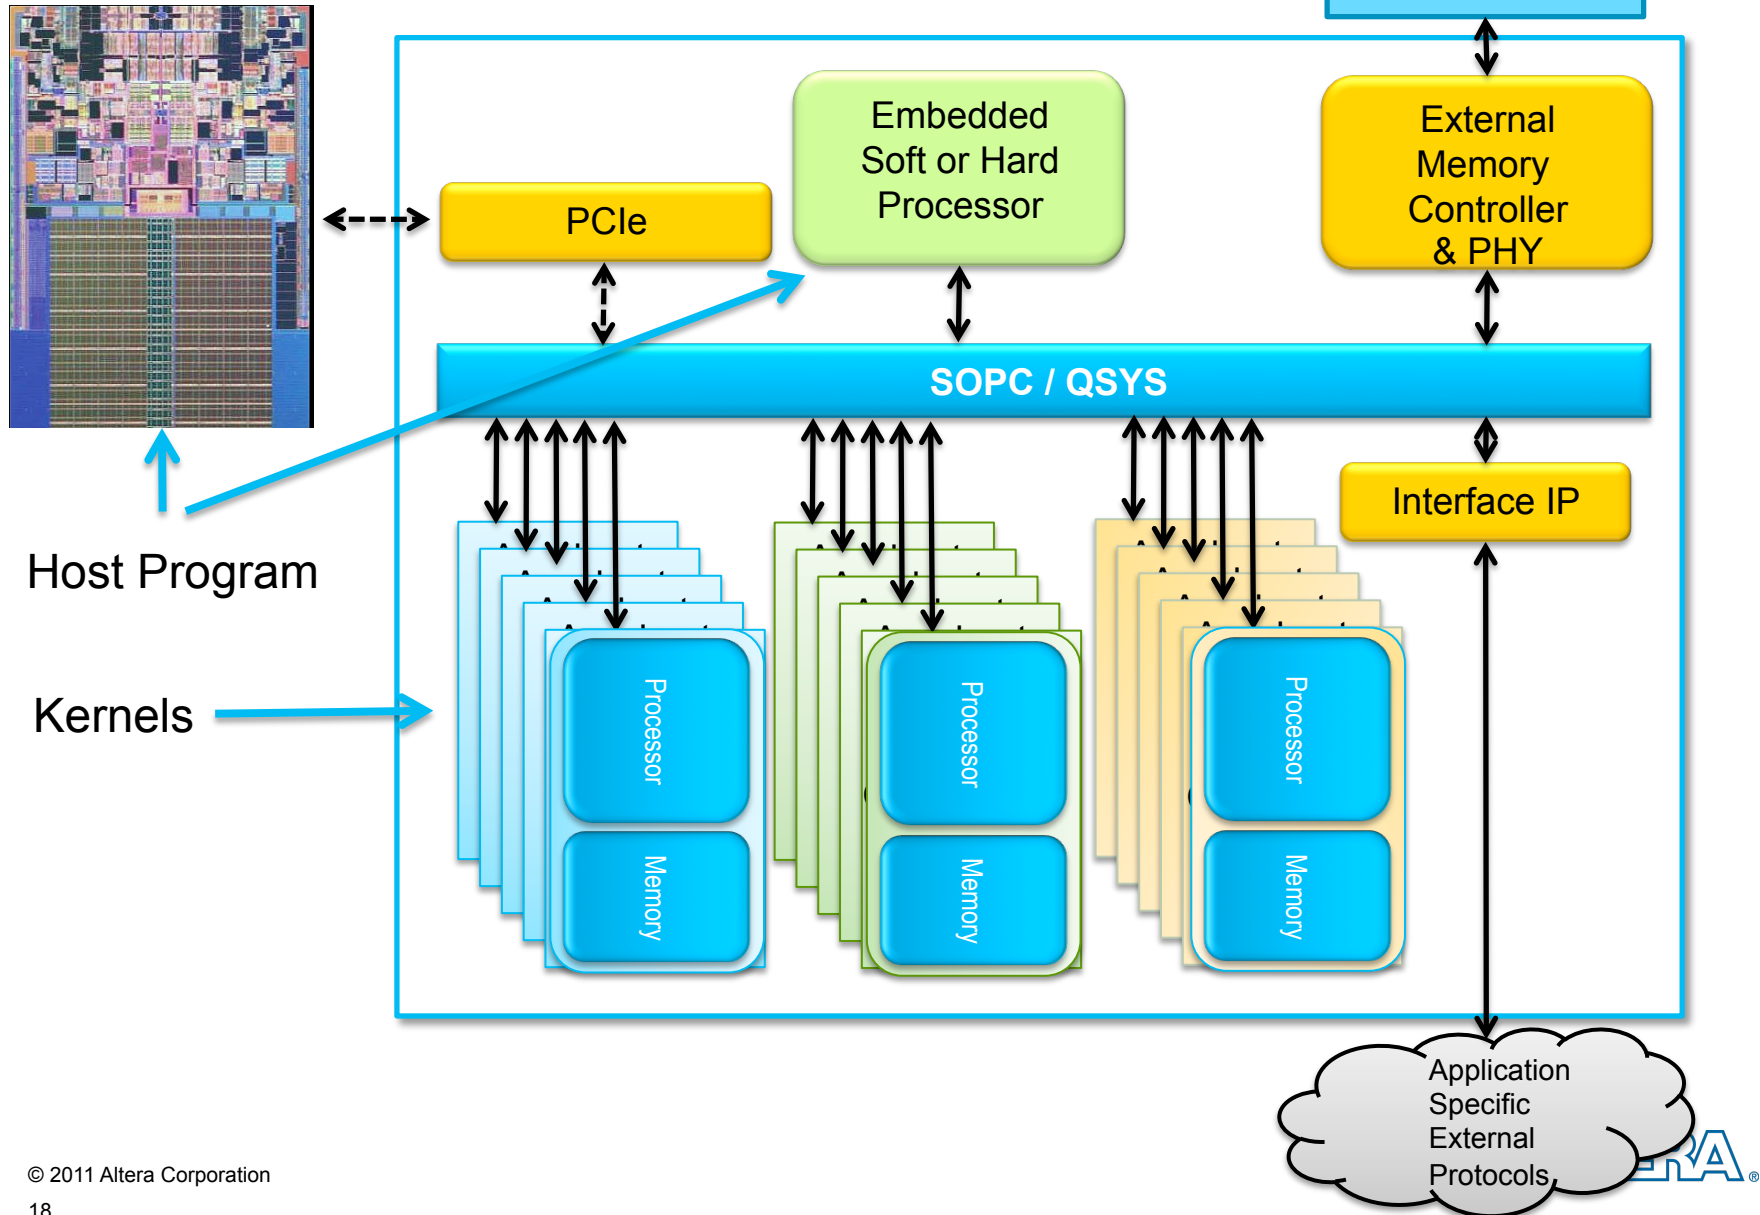 Embedded
Soft or Hard
Processor
External
Memory
Controller
& PHY
PCIe
SOPC / QSYS
Interface IP
Host Program
Kernels
Processor
Memory
Processor
Memory
Processor
Memory
Application
Specific
External
Protocols
© 2011 Altera Corporation
18